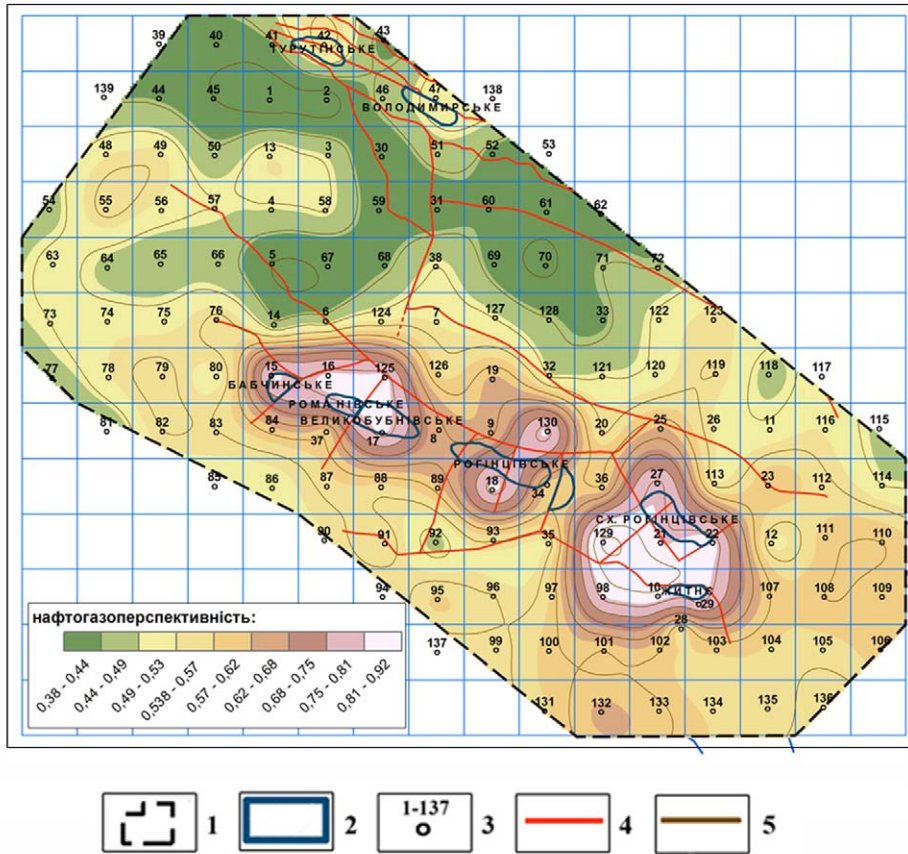 43
39 40 41 42
ТУРУТІНСЬКЕ
139 44 45 1 2 46 47 138
ВОЛОДИМИРСЬКЕ
48 49 50 13 3 30 51 52 53
54 55 56 57 4 58 59 31 60 61 62
63 64 65 66 5 67 68 38 69 70 71 72
73 74 75 76 14 6 124 7 127 128 33 122 123
77 78 79 80 15 16 125 126 19 32 121 120 119 118 117
БАБЧИНСЬКЕ
РОМАНІВСЬКЕ
ВЕЛИКОБУБНІВСЬКЕ
81 82 83 84 37 17 8 9 130 20 25 26 11 116 115
РОГІНЦІВСЬКЕ
85 86 87 88 89 18 34 36 27 113 23 112 114
СХ. РОГІНЦІВСЬКЕ
90 91 92 93 35 129 21 22 12 111 110
94 95 96 97 98 10 ЖИТНЄ 29 107 108 109
28
137 99 100 101 102 103 104 105 106
131 132 133 134 135 136
нафтогазоперспективність:
0,38 - 0,44
0,44 - 0,49
0,49 - 0,53
0,538 - 0,57
0,57 - 0,62
0,62 - 0,68
0,68 - 0,75
0,75 - 0,81
0,81 - 0,92
1 2 1-137 3 4 5